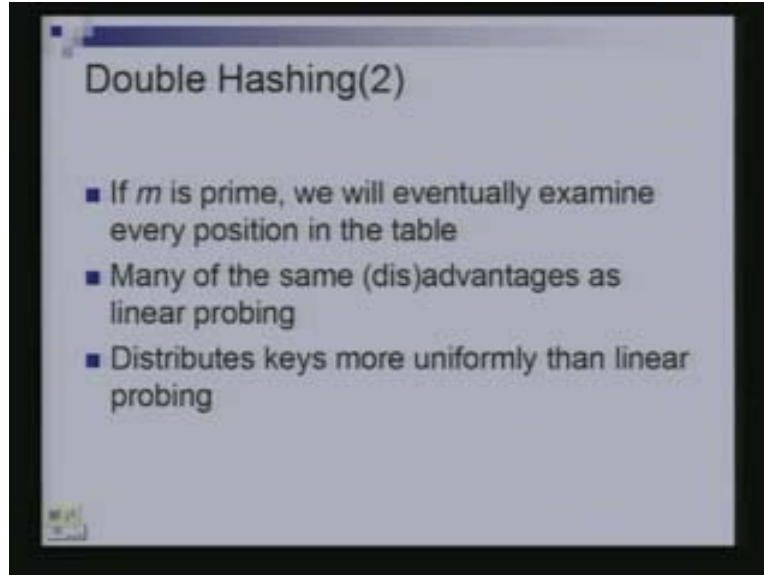 Double Hashing(2)
If m is prime, we will eventually examine
every position in the table
Many of the same (dis)advantages as
linear probing
Distributes keys more uniformly than linear
probing